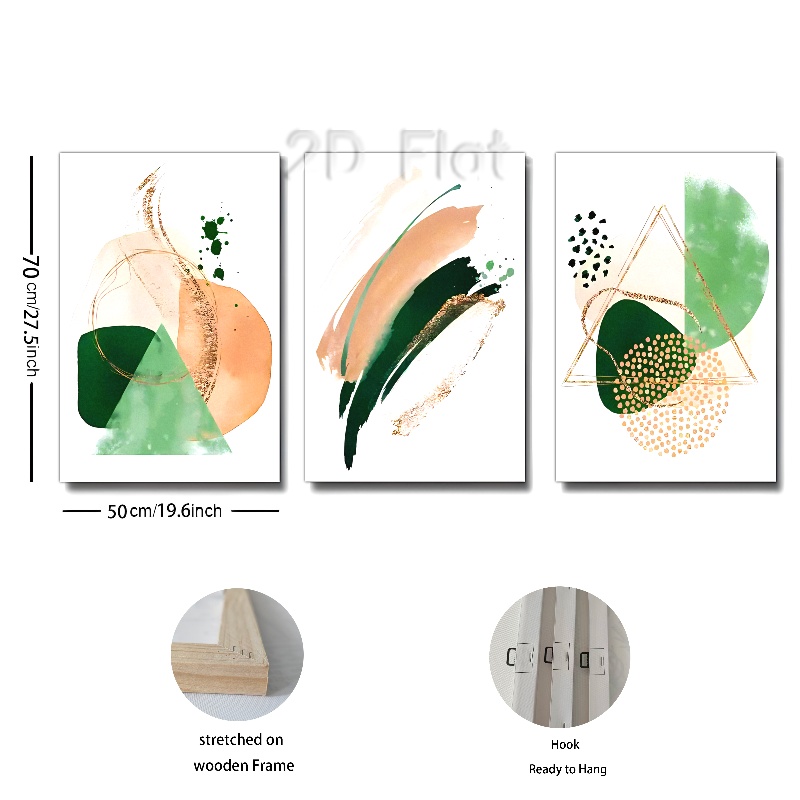 2D Flat
70 cm/27.5inch
50 cm/19.6inch
stretched on
wooden Frame
Hook
Ready to Hang